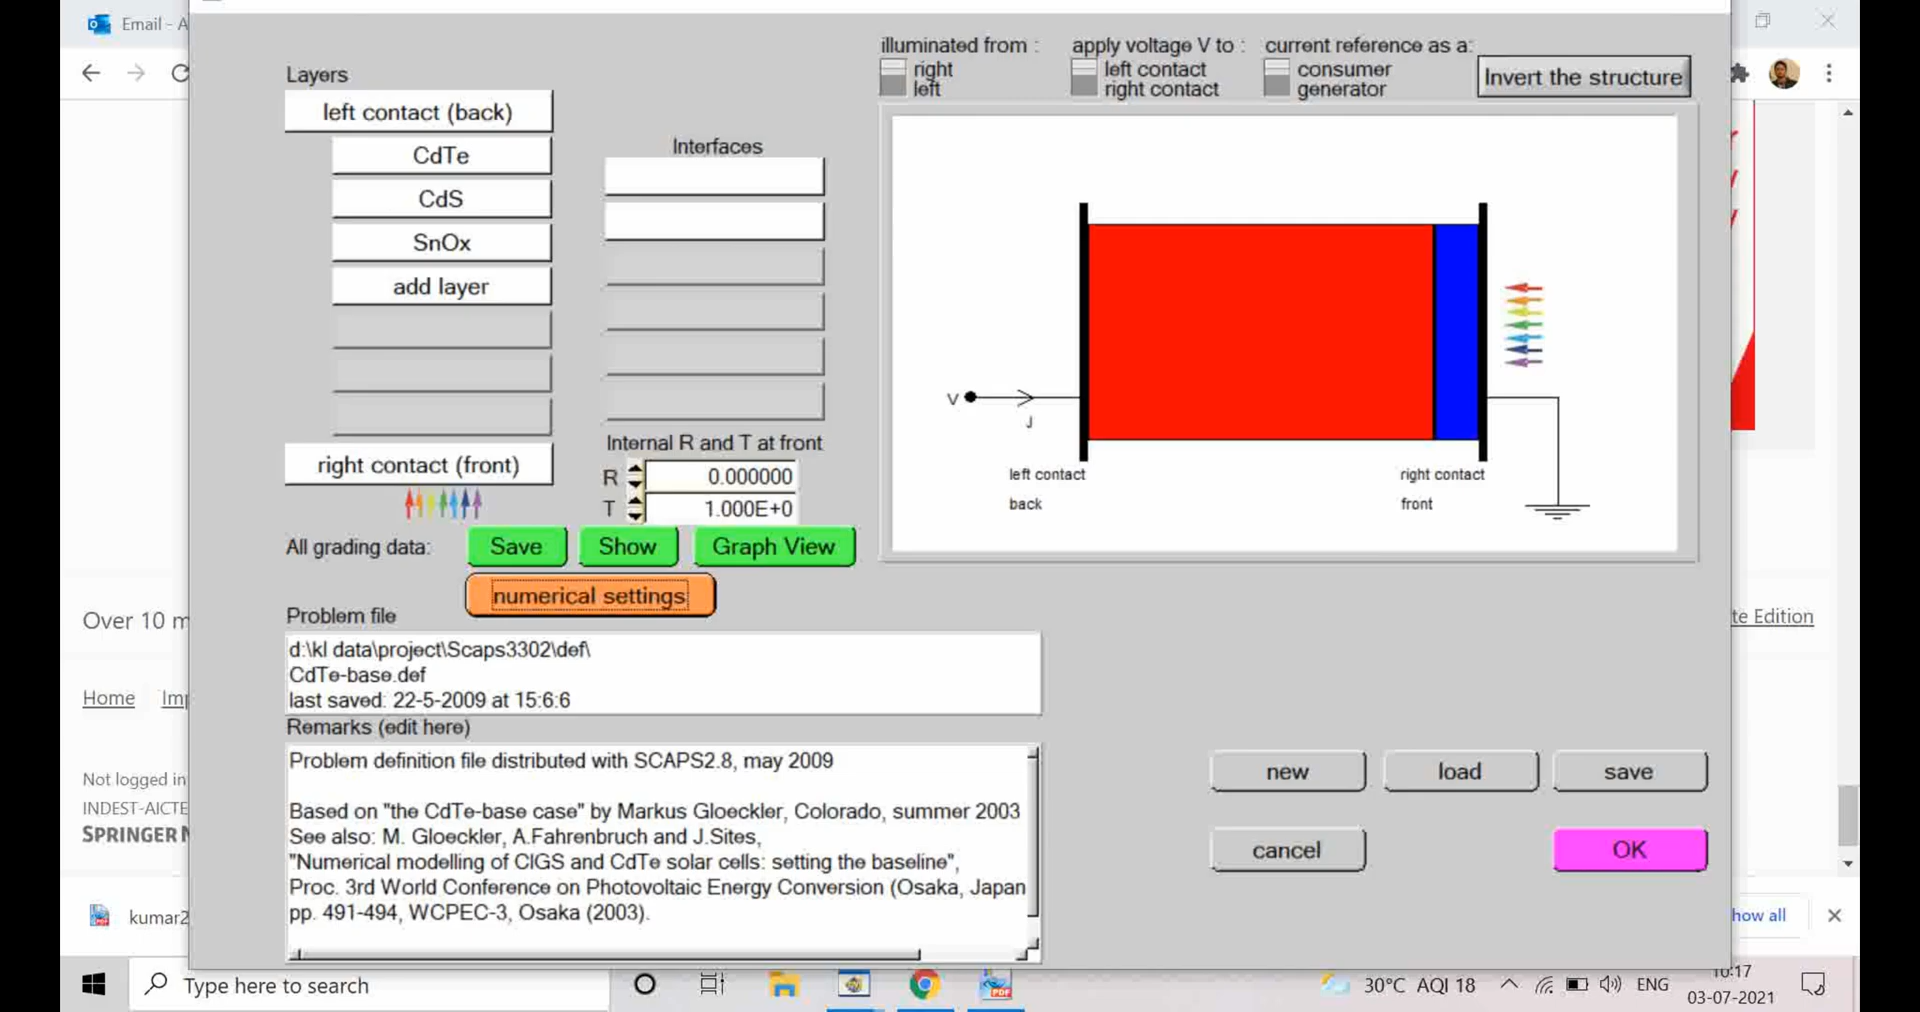 Email - A
illuminated from :
right
left
apply voltage V to :
left contact
right contact
current reference as a:
consumer
generator
Invert the structure
Layers
left contact (back)
CdTe
CdS
SnOx
add layer
right contact (front)
Interfaces
Internal R and T at front
R 0.000000
T 1.000E+0
V
J
left contact
back
right contact
front
All grading data:
Save
Show
Graph View
numerical settings
Problem file
d:\kl data\project\Scaps3302\def\
CdTe-base.def
last saved: 22-5-2009 at 15:6:6
Remarks (edit here)
Problem definition file distributed with SCAPS2.8, may 2009
Based on "the CdTe-base case" by Markus Gloeckler, Colorado, summer 2003
See also: M. Gloeckler, A.Fahrenbruch and J.Sites,
"Numerical modelling of CIGS and CdTe solar cells: setting the baseline",
Proc. 3rd World Conference on Photovoltaic Energy Conversion (Osaka, Japan
pp. 491-494, WCPEC-3, Osaka (2003).
new
load
save
cancel
OK
Over 10 m
te Edition
Home
Im
Not logged in
INDEST-AICTE
SPRINGER N
kumar2
how all
Type here to search
30°C AQI 18
ENG
10:17
03-07-2021